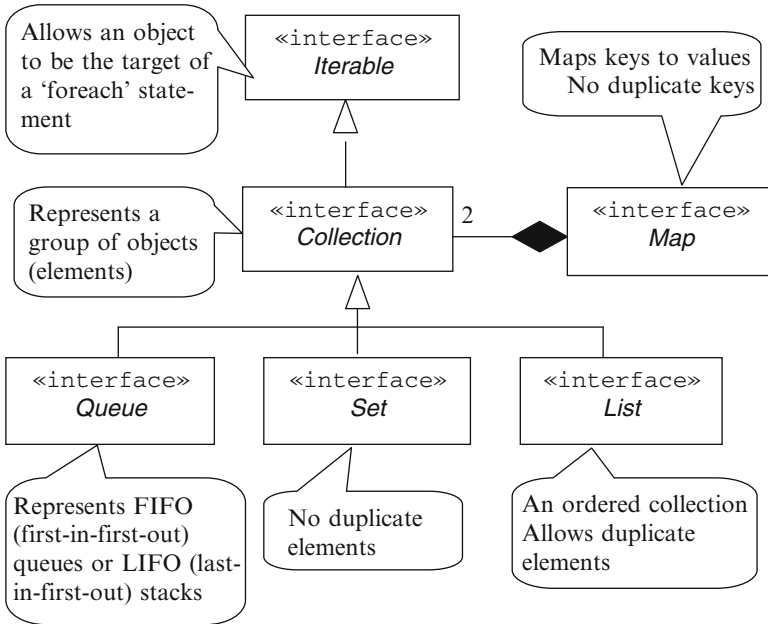 Allows an object
to be the target of
a ‘foreach’ state-
ment
«interface»
Iterable
Maps keys to values
No duplicate keys
Represents a
group of objects
(elements)
«interface»
Collection
2
«interface»
Map
«interface»
Queue
«interface»
Set
«interface»
List
Represents FIFO
(first-in-first-out)
queues or LIFO (last-
in-first-out) stacks
No duplicate
elements
An ordered collection
Allows duplicate
elements